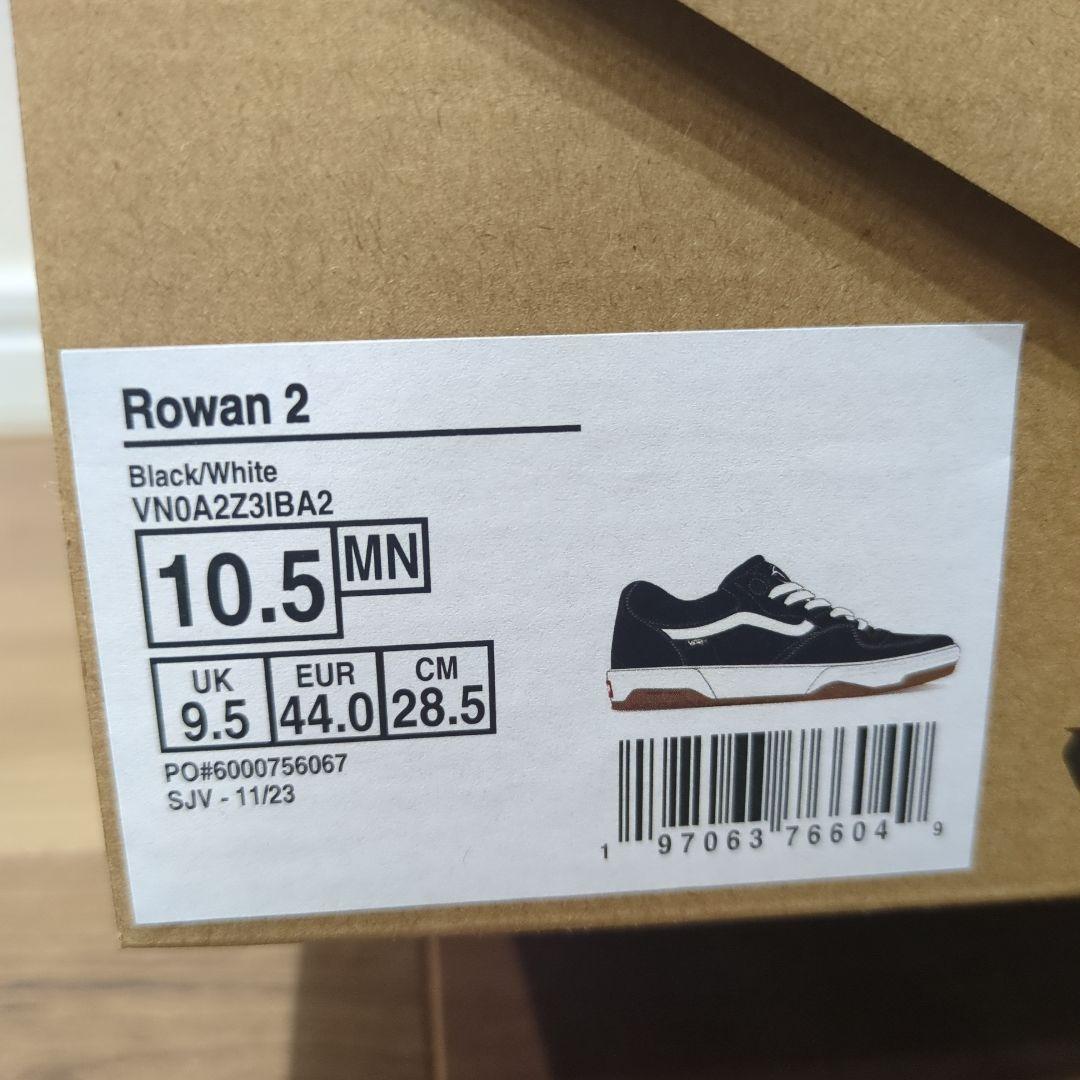 Rowan 2
Black/White
VN0A2Z3IBA2
10.5 MN
UK EUR CM
9.5 44.0 28.5
PO#6000756067
SJV - 11/23
1 97063 76604 9